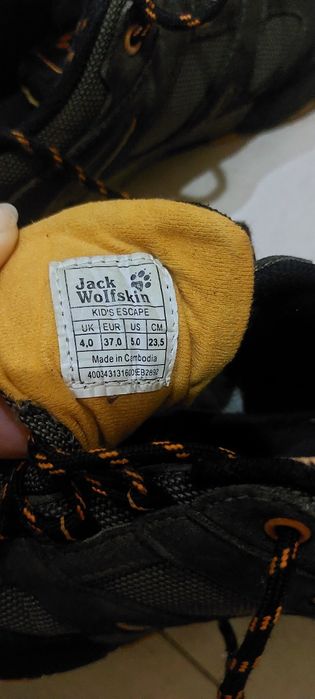 Jack
Wolfskin
KID'S ESCAPE
UK EUR US CM
4,0 37.0 5.0 23,5
Made in Cambodia